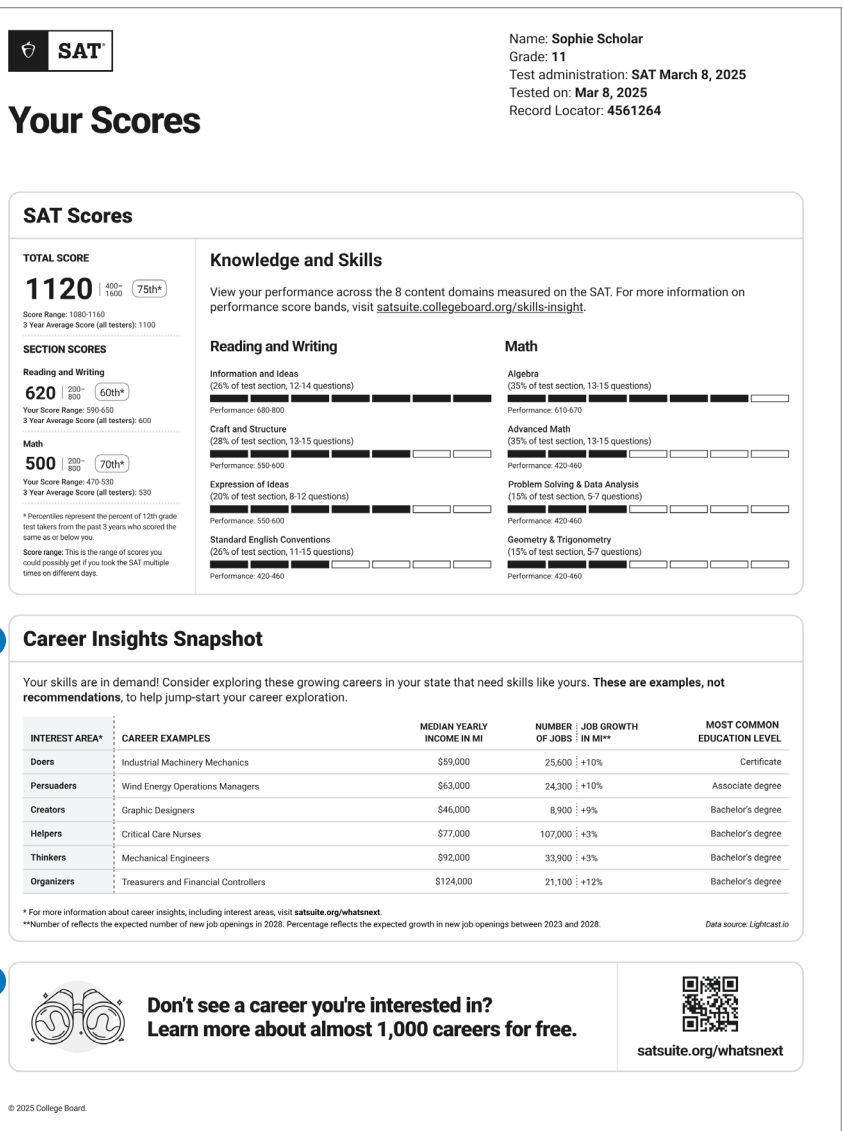 SAT®
Name: Sophie Scholar
Grade: 11
Test administration: SAT March 8, 2025
Tested on: Mar 8, 2025
Record Locator: 4561264
Your Scores
SAT Scores
TOTAL SCORE
1120 400–1600 75th*
Score Range: 1080-1160
3 Year Average Score (all testers): 1100
SECTION SCORES
Reading and Writing
620 200–800 60th*
Your Score Range: 590-650
3 Year Average Score (all testers): 600
Math
500 200–800 70th*
Your Score Range: 470-530
3 Year Average Score (all testers): 530
* Percentiles represent the percent of 12th grade
test takers from the past 3 years who scored the
same as or below you.
Score range: This is the range of scores you
could possibly get if you took the SAT multiple
times on different days.
Knowledge and Skills
View your performance across the 8 content domains measured on the SAT. For more information on
performance score bands, visit satsuite.collegeboard.org/skills-insight.
Reading and Writing
Information and Ideas
(26% of test section, 12-14 questions)
Performance: 680-800
Craft and Structure
(28% of test section, 13-15 questions)
Performance: 550-600
Expression of Ideas
(20% of test section, 8-12 questions)
Performance: 550-600
Standard English Conventions
(26% of test section, 11-15 questions)
Performance: 420-460
Math
Algebra
(35% of test section, 13-15 questions)
Performance: 610-670
Advanced Math
(35% of test section, 13-15 questions)
Performance: 420-460
Problem Solving & Data Analysis
(15% of test section, 5-7 questions)
Performance: 420-460
Geometry & Trigonometry
(15% of test section, 5-7 questions)
Performance: 420-460
Career Insights Snapshot
Your skills are in demand! Consider exploring these growing careers in your state that need skills like yours. These are examples, not
recommendations, to help jump-start your career exploration.
INTEREST AREA* CAREER EXAMPLES MEDIAN YEARLY INCOME IN MI NUMBER OF JOBS JOB GROWTH IN MI** MOST COMMON EDUCATION LEVEL
Doers Industrial Machinery Mechanics $59,000 25,600 +10% Certificate
Persuaders Wind Energy Operations Managers $63,000 24,300 +10% Associate degree
Creators Graphic Designers $46,000 8,900 +9% Bachelor's degree
Helpers Critical Care Nurses $77,000 107,000 +3% Bachelor's degree
Thinkers Mechanical Engineers $92,000 33,900 +3% Bachelor's degree
Organizers Treasurers and Financial Controllers $124,000 21,100 +12% Bachelor's degree
* For more information about career insights, including interest areas, visit satsuite.org/whatsnext.
**Number of reflects the expected number of new job openings in 2028. Percentage reflects the expected growth in new job openings between 2023 and 2028.
Data source: Lightcast.io
Don't see a career you're interested in?
Learn more about almost 1,000 careers for free.
satsuite.org/whatsnext
© 2025 College Board.